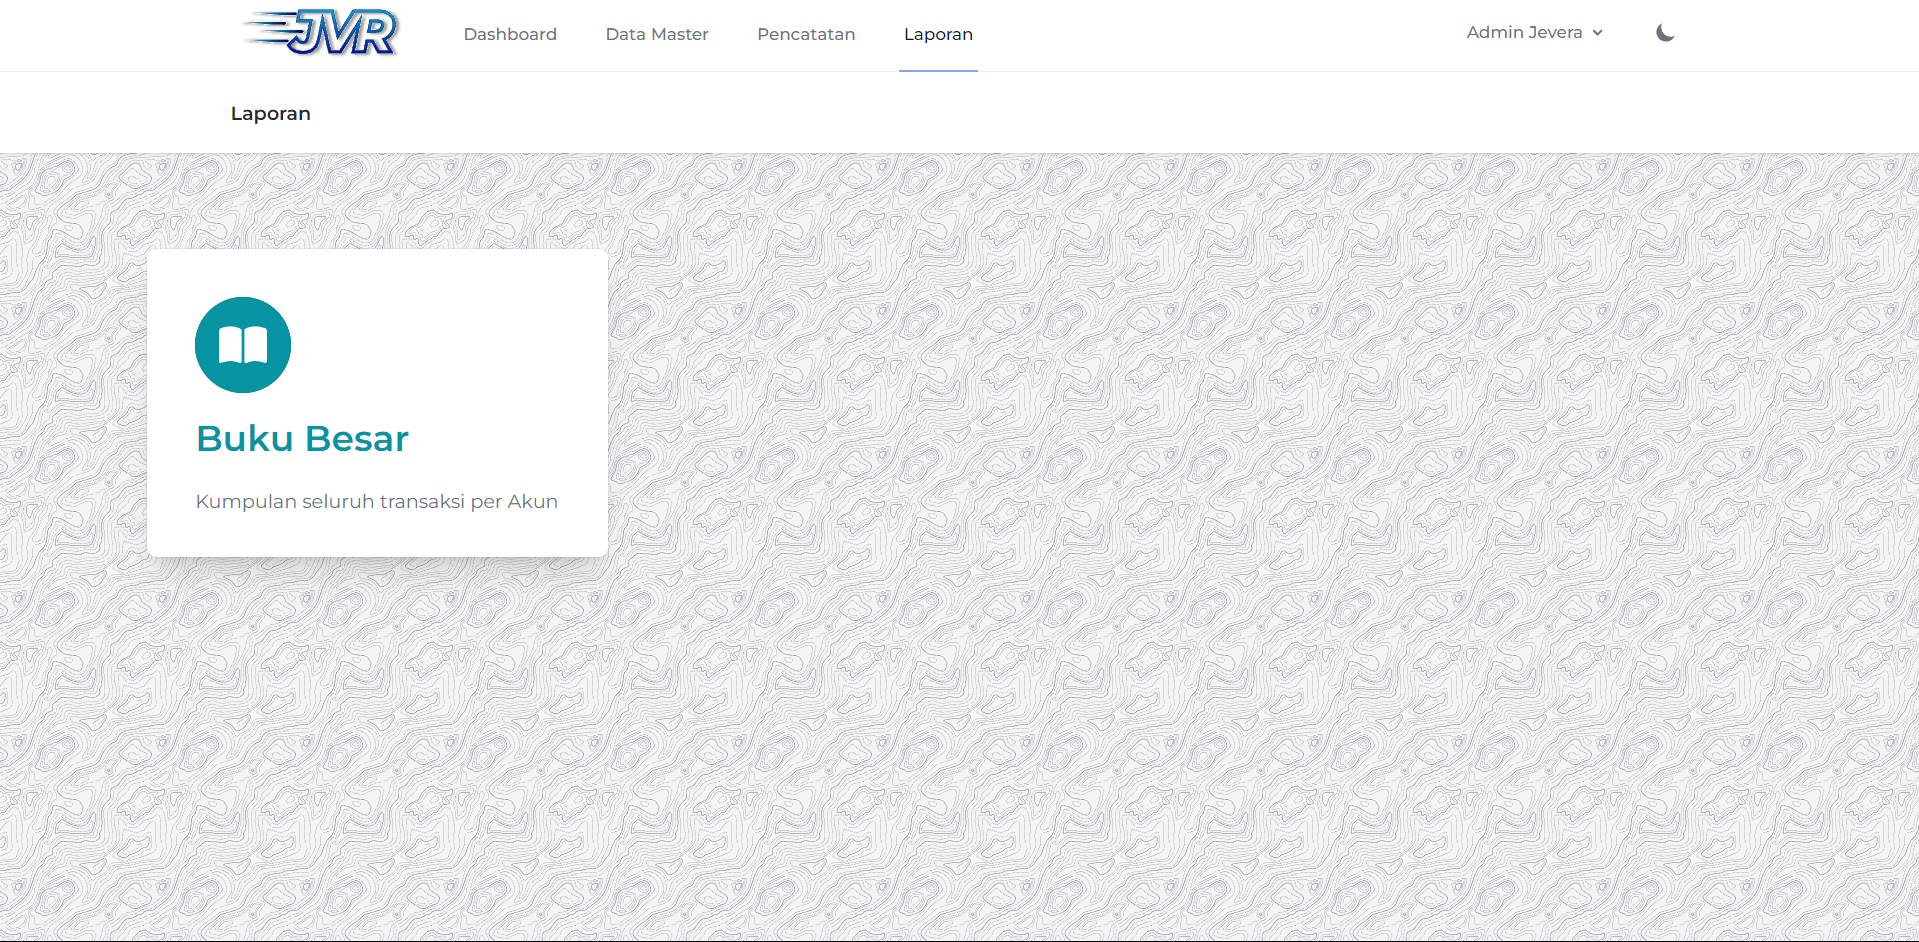 JVR
Dashboard
Data Master
Pencatatan
Laporan
Admin Jevera
Laporan
Buku Besar
Kumpulan seluruh transaksi per Akun